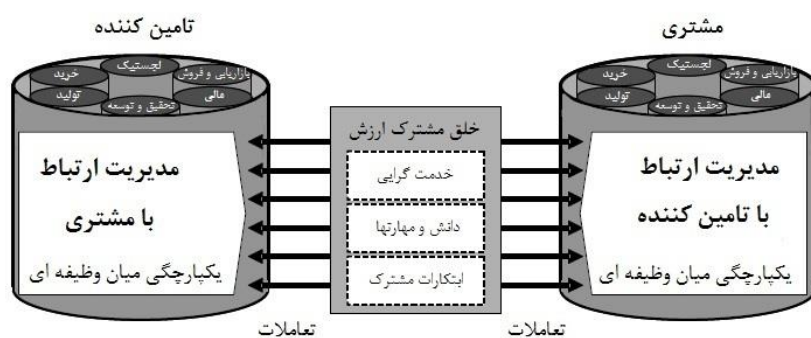 مشتری
تامین کننده
لجستیک
بازاریابی و فروش
خرید
مالی
تحقیق و توسعه
تولید
مدیریت ارتباط
با تامین کننده
یکپارچگی میان وظیفه ای
خلق مشترک ارزش
خدمت گرایی
دانش و مهارتها
ابتکارات مشترک
لجستیک
بازاریابی و فروش
خرید
مالی
تحقیق و توسعه
تولید
مدیریت ارتباط
با مشتری
یکپارچگی میان وظیفه ای
تعاملات
تعاملات